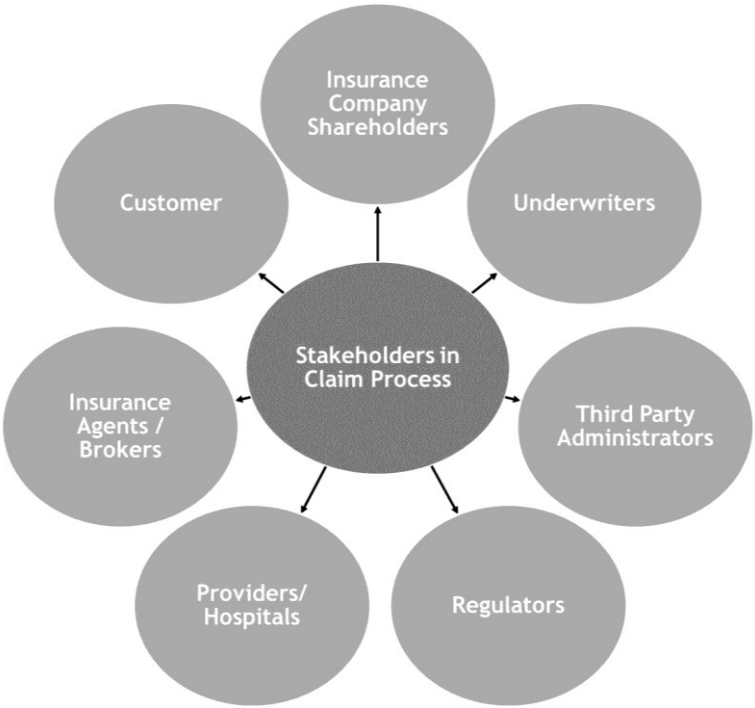 Insurance
Company
Shareholders
Customer
Underwriters
Stakeholders in
Claim Process
Insurance
Agents /
Brokers
Third Party
Administrators
Providers/
Hospitals
Regulators